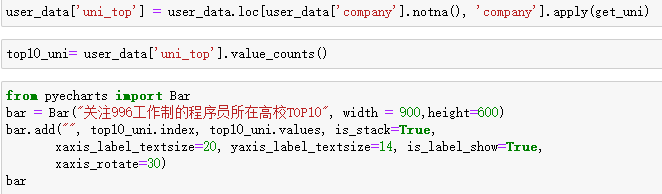 user_data['uni_top'] = user_data.loc[user_data['company'].notna(), 'company'].apply(get_uni)
top10_uni= user_data['uni_top'].value_counts()
from pyecharts import Bar
bar = Bar("关注996工作制的程序员所在高校TOP10", width = 900,height=600)
bar.add("", top10_uni.index, top10_uni.values, is_stack=True,
xaxis_label_textsize=20, yaxis_label_textsize=14, is_label_show=True,
xaxis_rotate=30)
bar